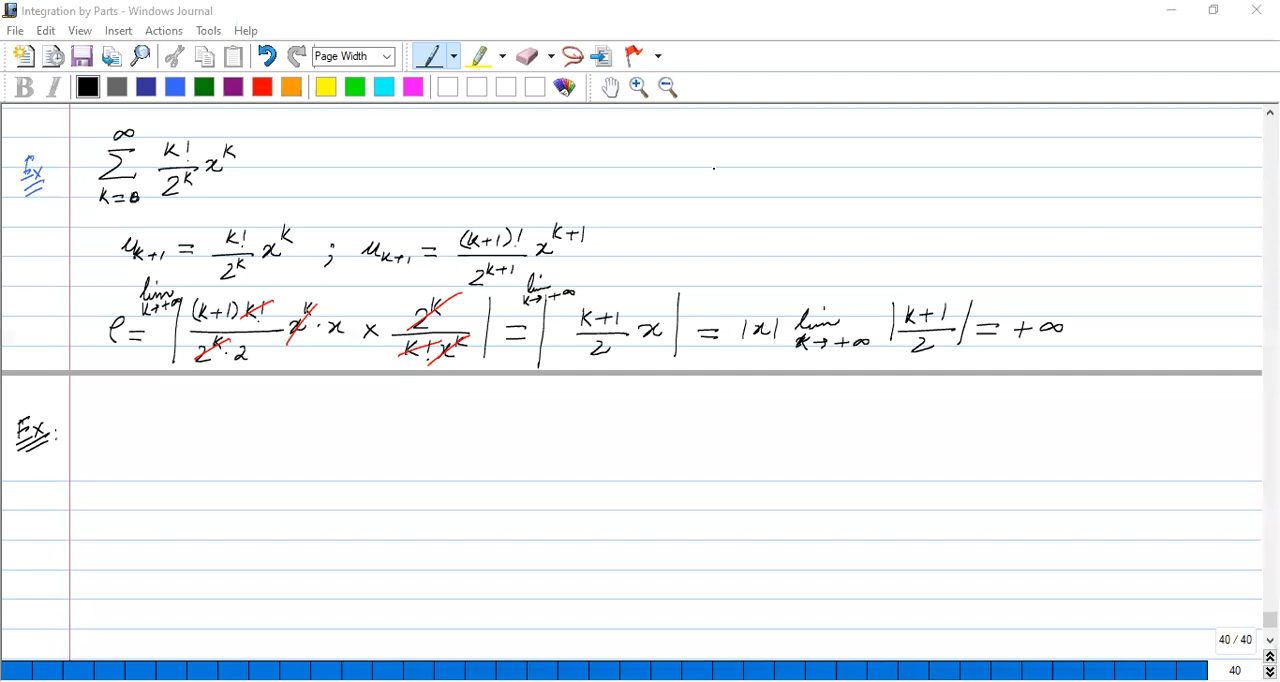 Integration by Parts - Windows Journal
File Edit View Insert Actions Tools Help
Page Width
B I
Ex ∑_{k=0}^{∞} k!/2^k x^k
u_{k+1} = k!/2^k x^k ; u_{k+1} = (k+1)!/2^{k+1} x^{k+1}
ρ = lim_{k→+∞} | (k+1) k!/(2^k · 2) x^k · x × 2^k/(k! x^k) | = lim_{k→+∞} | (k+1)/2 x | = |x| lim_{k→+∞} | (k+1)/2 | = +∞
Ex:
40 / 40
40